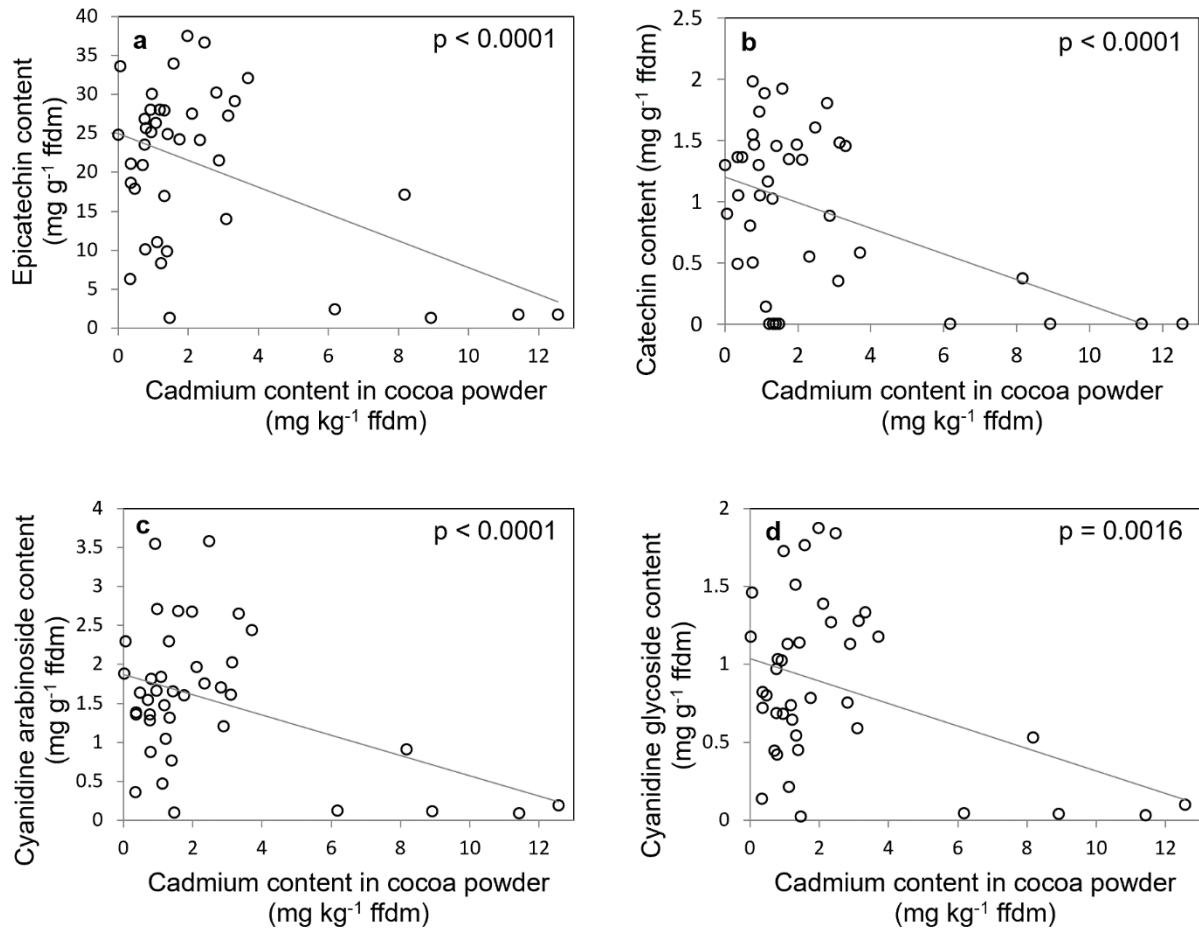 a
p < 0.0001
40
35
30
25
20
15
10
5
0
Epicatechin content
(mg g⁻¹ ffdm)
0 2 4 6 8 10 12
Cadmium content in cocoa powder
(mg kg⁻¹ ffdm)
b
p < 0.0001
2.5
2
1.5
1
0.5
0
Catechin content (mg g⁻¹ ffdm)
0 2 4 6 8 10 12
Cadmium content in cocoa powder
(mg kg⁻¹ ffdm)
c
p < 0.0001
4
3.5
3
2.5
2
1.5
1
0.5
0
Cyanidine arabinoside content
(mg g⁻¹ ffdm)
0 2 4 6 8 10 12
Cadmium content in cocoa powder
(mg kg⁻¹ ffdm)
d
p = 0.0016
2
1.5
1
0.5
0
Cyanidine glycoside content
(mg g⁻¹ ffdm)
0 2 4 6 8 10 12
Cadmium content in cocoa powder
(mg kg⁻¹ ffdm)